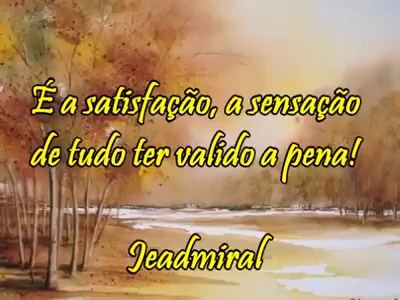 É a satisfação, a sensação
de tudo ter valido a pena!
Jeadmiral